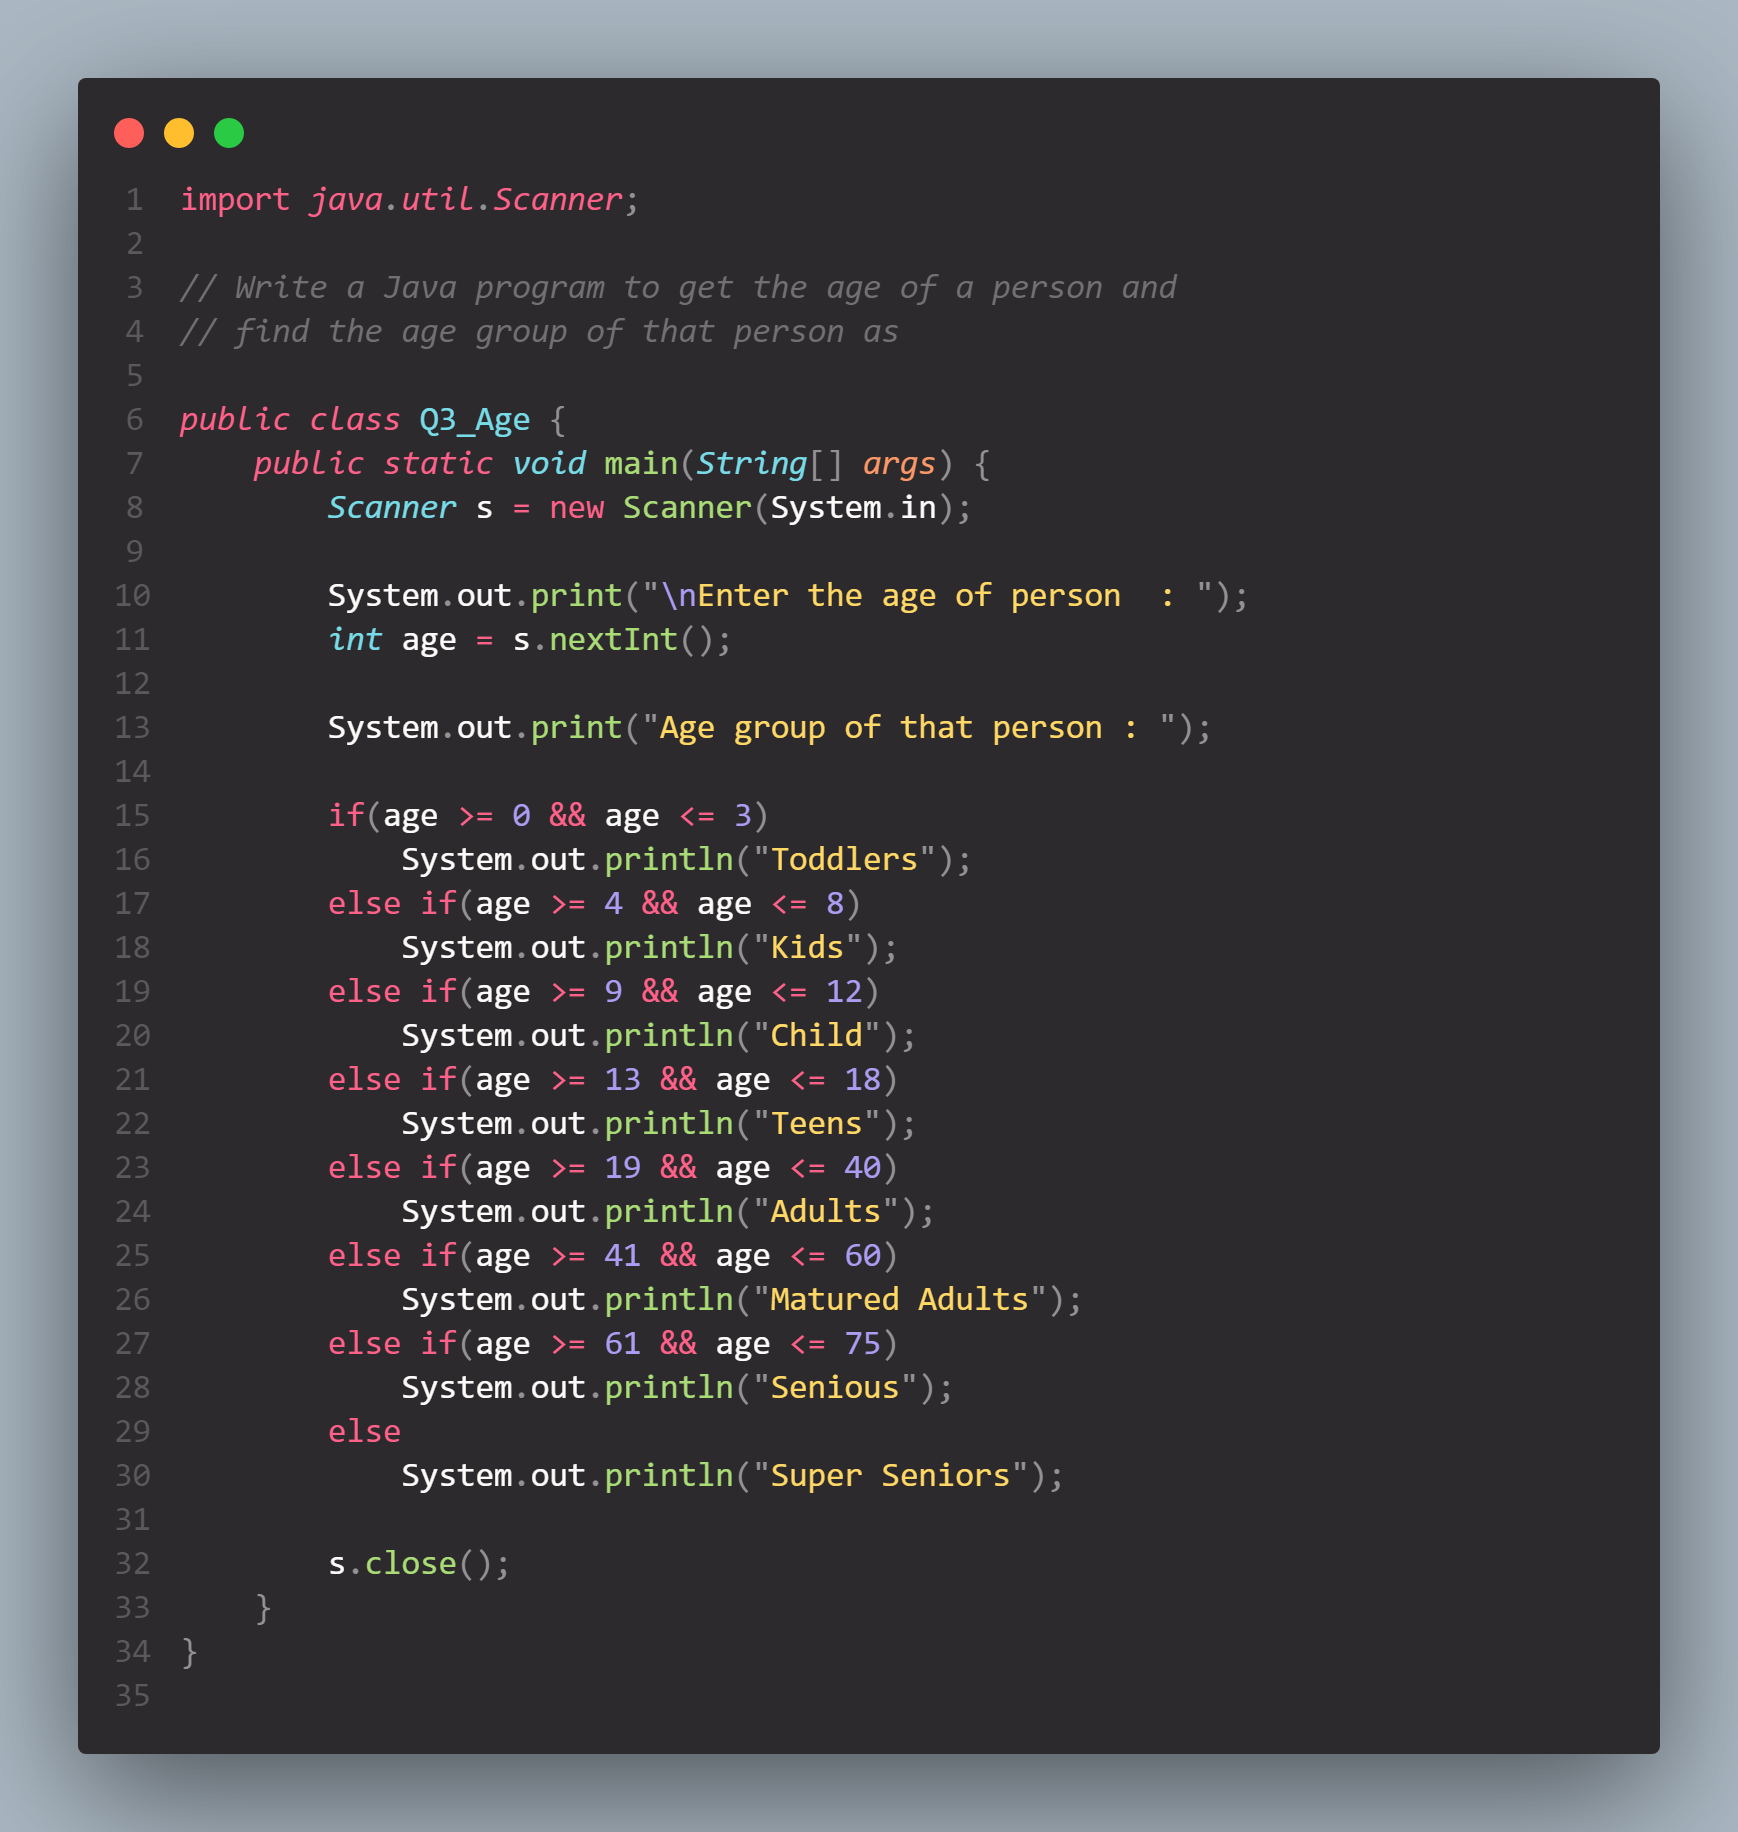 1 import java.util.Scanner;
2
3 // Write a Java program to get the age of a person and
4 // find the age group of that person as
5
6 public class Q3_Age {
7     public static void main(String[] args) {
8         Scanner s = new Scanner(System.in);
9
10         System.out.print("\nEnter the age of person  : ");
11         int age = s.nextInt();
12
13         System.out.print("Age group of that person : ");
14
15         if(age >= 0 && age <= 3)
16             System.out.println("Toddlers");
17         else if(age >= 4 && age <= 8)
18             System.out.println("Kids");
19         else if(age >= 9 && age <= 12)
20             System.out.println("Child");
21         else if(age >= 13 && age <= 18)
22             System.out.println("Teens");
23         else if(age >= 19 && age <= 40)
24             System.out.println("Adults");
25         else if(age >= 41 && age <= 60)
26             System.out.println("Matured Adults");
27         else if(age >= 61 && age <= 75)
28             System.out.println("Senious");
29         else
30             System.out.println("Super Seniors");
31
32         s.close();
33     }
34 }
35